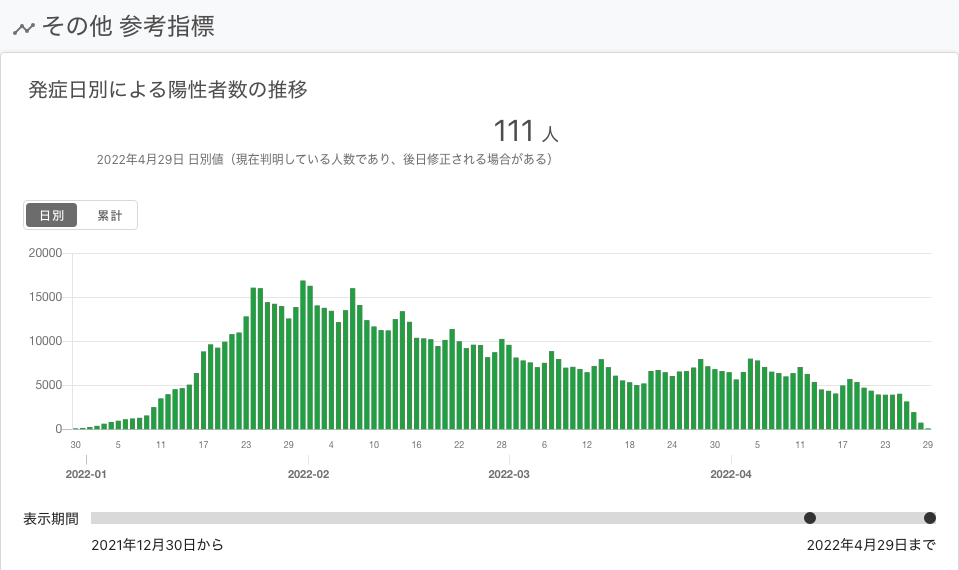 その他 参考指標
発症日別による陽性者数の推移
111 人
2022年4月29日 日別値（現在判明している人数であり、後日修正される場合がある）
日別 累計
20000
15000
10000
5000
0
30 5 11 17 23 29 4 10 16 22 28 6 12 18 24 30 5 11 17 23 29
2022-01 2022-02 2022-03 2022-04
表示期間
2021年12月30日から 2022年4月29日まで